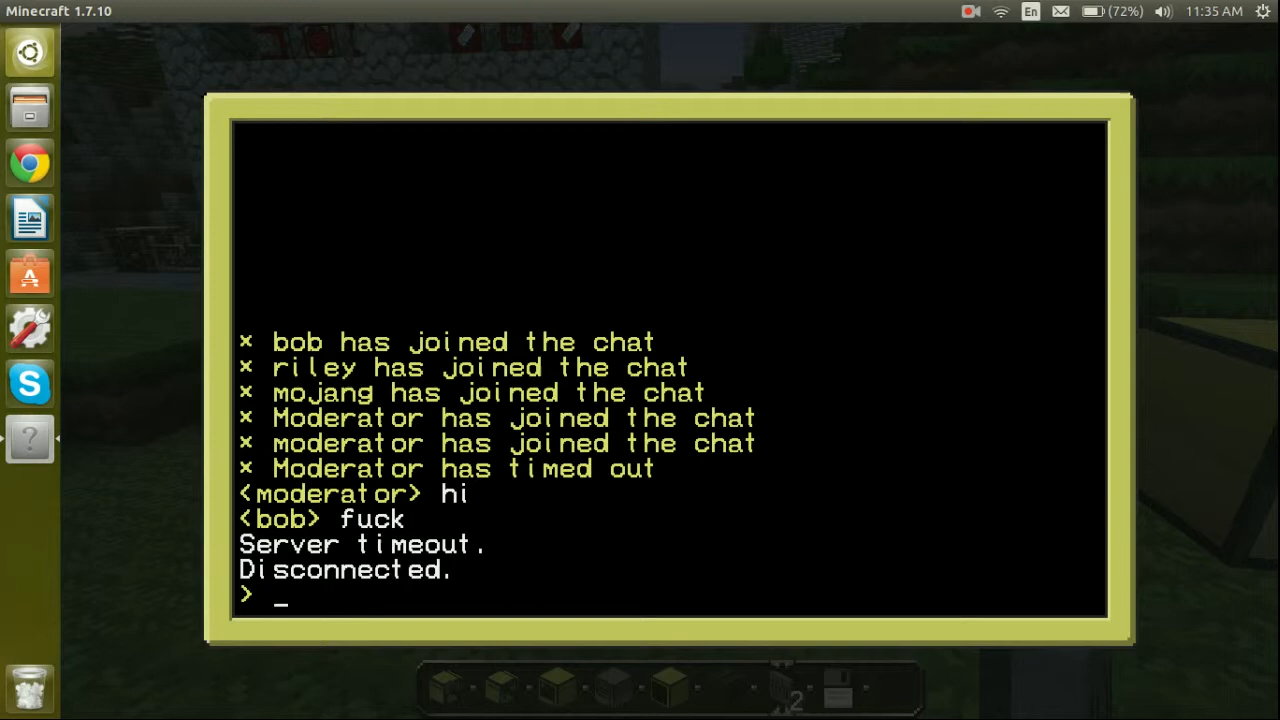 Minecraft 1.7.10
En
(72%)
11:35 AM
× bob has joined the chat
× riley has joined the chat
× mojang has joined the chat
× Moderator has joined the chat
× moderator has joined the chat
× Moderator has timed out
<moderator> hi
<bob> fuck
Server timeout.
Disconnected.
> _
2